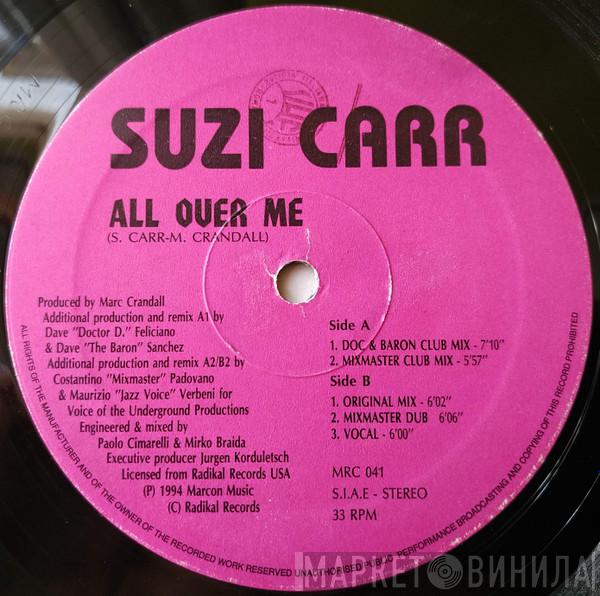 SUZI CARR
ALL OVER ME
(S. CARR-M. CRANDALL)
Produced by Marc Crandall
Additional production and remix A1 by
Dave "Doctor D." Feliciano
& Dave "The Baron" Sanchez
Additional production and remix A2/B2 by
Costantino "Mixmaster" Padovano
& Maurizio "Jazz Voice" Verbeni for
Voice of the Underground Productions
Engineered & mixed by
Paolo Cimarelli & Mirko Braida
Executive producer Jurgen Korduletsch
Licensed from Radikal Records USA
(P) 1994 Marcon Music
(C) Radikal Records
Side A
1. DOC & BARON CLUB MIX - 7'10"
2. MIXMASTER CLUB MIX - 5'57"
Side B
1. ORIGINAL MIX - 6'02"
2. MIXMASTER DUB 6'06"
3. VOCAL - 6'00"
MRC 041
S.I.A.E - STEREO
33 RPM
ALL RIGHTS OF THE MANUFACTURER AND OF THE OWNER OF THE RECORDED WORK RESERVED UNAUTHORISED PUBLIC PERFORMANCE BROADCASTING AND COPYING OF THIS RECORD PROHIBITED
МАРКЕТ ВИНИЛА